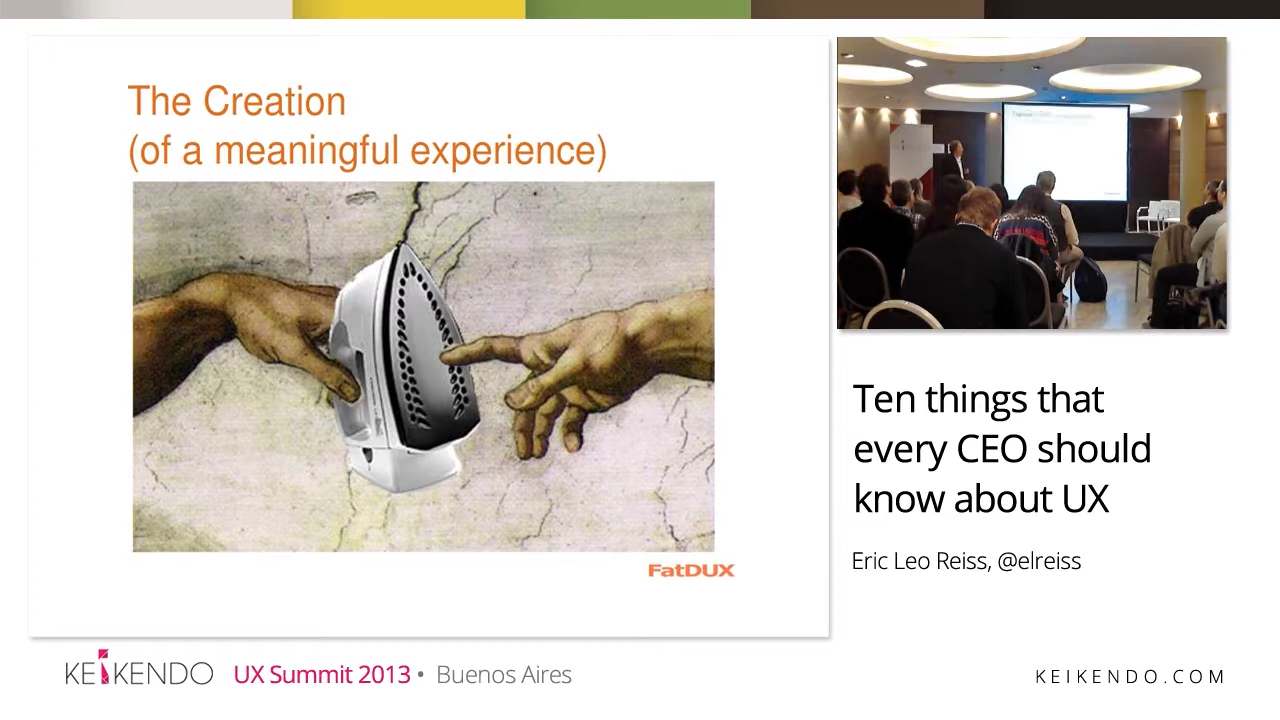 The Creation
(of a meaningful experience)
FatDUX
Ten things that
every CEO should
know about UX
Eric Leo Reiss, @elreiss
KEIKENDO UX Summit 2013 • Buenos Aires
KEIKENDO.COM